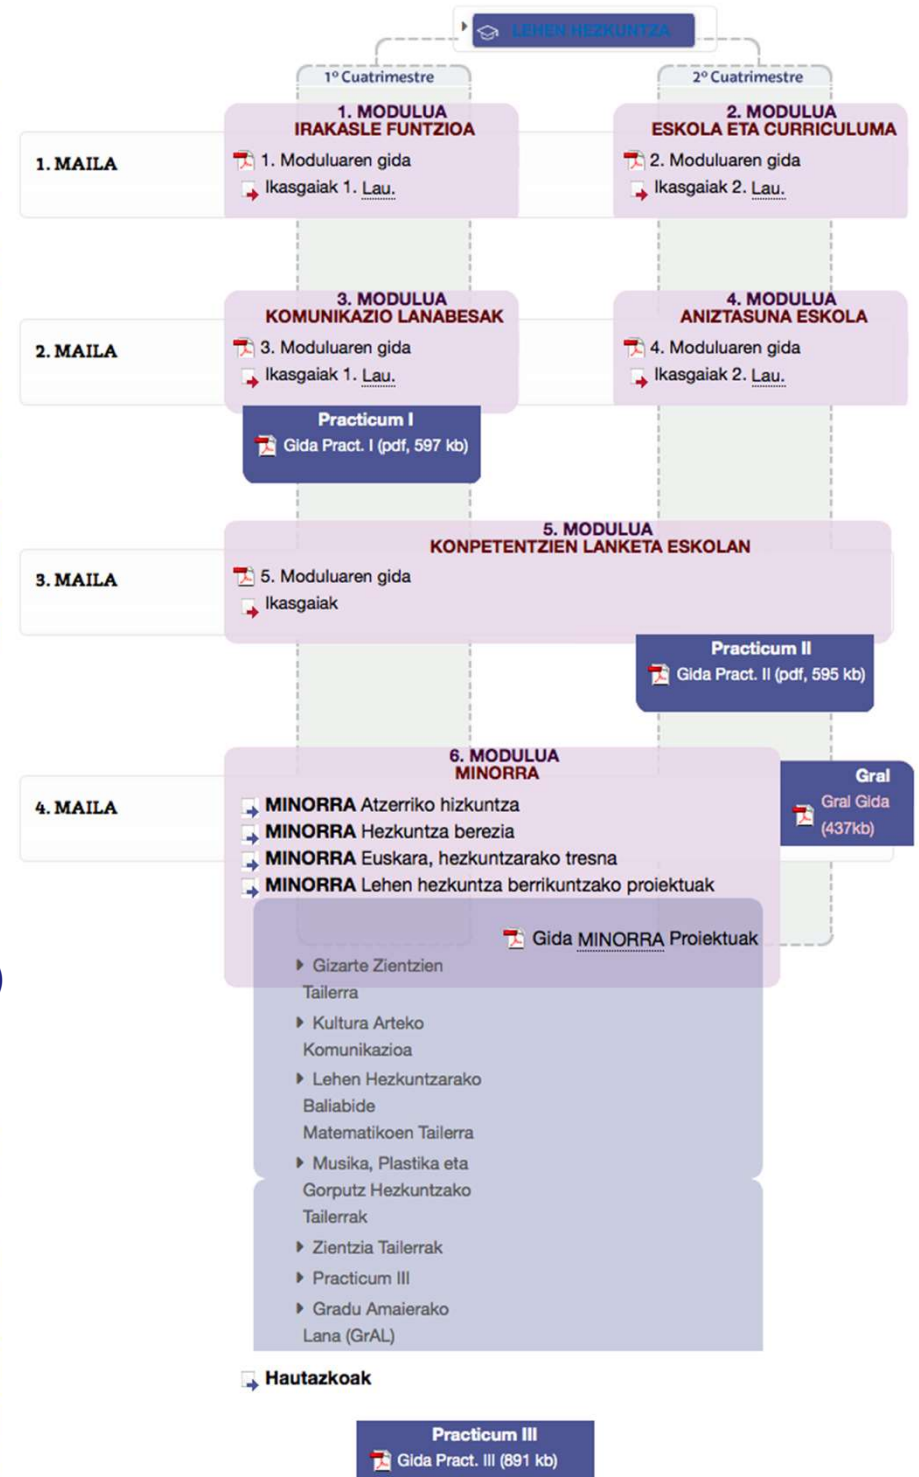 LEHEN HEZKUNTZA
1º Cuatrimestre
2º Cuatrimestre
1. MAILA
1. MODULUA
IRAKASLE FUNTZIOA
1. Moduluaren gida
Ikasgaiak 1. Lau.
2. MODULUA
ESKOLA ETA CURRICULUMA
2. Moduluaren gida
Ikasgaiak 2. Lau.
2. MAILA
3. MODULUA
KOMUNIKAZIO LANABESAK
3. Moduluaren gida
Ikasgaiak 1. Lau.
4. MODULUA
ANIZTASUNA ESKOLA
4. Moduluaren gida
Ikasgaiak 2. Lau.
Practicum I
Gida Pract. I (pdf, 597 kb)
3. MAILA
5. MODULUA
KONPETENTZIEN LANKETA ESKOLAN
5. Moduluaren gida
Ikasgaiak
Practicum II
Gida Pract. II (pdf, 595 kb)
4. MAILA
6. MODULUA
MINORRA
MINORRA Atzerriko hizkuntza
MINORRA Hezkuntza berezia
MINORRA Euskara, hezkuntzarako tresna
MINORRA Lehen hezkuntza berrikuntzako proiektuak
Gral
Gral Gida
(437kb)
Gida MINORRA Proiektuak
Gizarte Zientzien
Tailerra
Kultura Arteko
Komunikazioa
Lehen Hezkuntzarako
Baliabide
Matematikoen Tailerra
Musika, Plastika eta
Gorputz Hezkuntzako
Tailerrak
Zientzia Tailerrak
Practicum III
Gradu Amaierako
Lana (GrAL)
Hautazkoak
Practicum III
Gida Pract. III (891 kb)